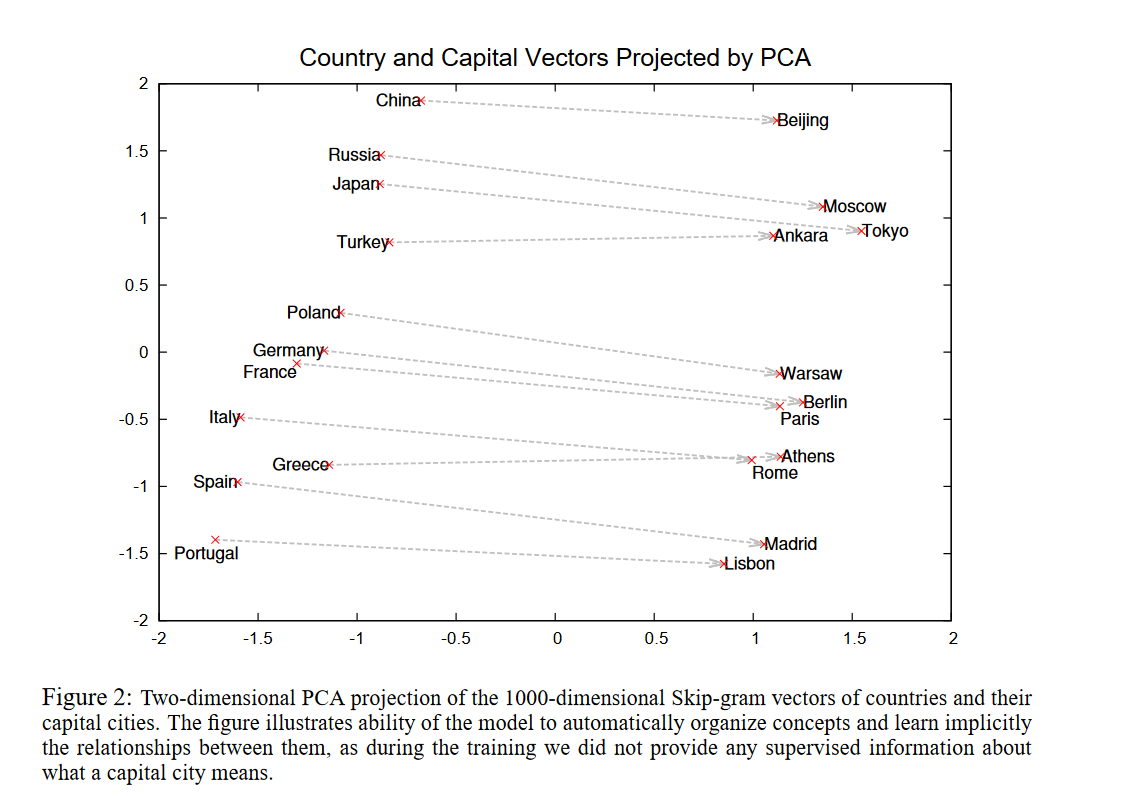 Country and Capital Vectors Projected by PCA
2
China
Beijing
1.5
Russia
Japan
Moscow
1
Tokyo
Turkey
Ankara
0.5
Poland
0
Germany
France
Warsaw
Berlin
-0.5
Italy
Paris
Greece
Athens
Rome
-1
Spain
-1.5
Portugal
Madrid
Lisbon
-2
-2 -1.5 -1 -0.5 0 0.5 1 1.5 2
Figure 2: Two-dimensional PCA projection of the 1000-dimensional Skip-gram vectors of countries and their
capital cities. The figure illustrates ability of the model to automatically organize concepts and learn implicitly
the relationships between them, as during the training we did not provide any supervised information about
what a capital city means.